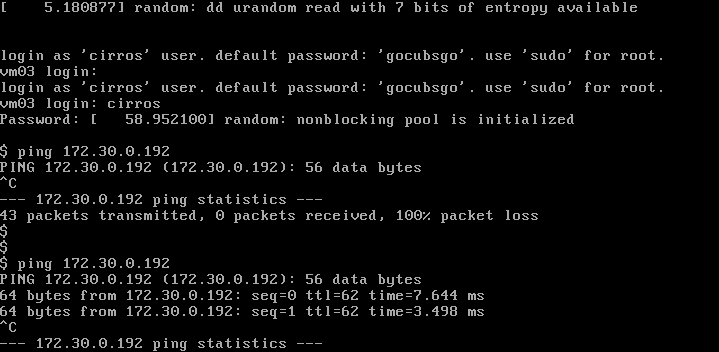 [    5.180877] random: dd urandom read with 7 bits of entropy available
login as 'cirros' user. default password: 'gocubsgo'. use 'sudo' for root.
vm03 login:
login as 'cirros' user. default password: 'gocubsgo'. use 'sudo' for root.
vm03 login: cirros
Password: [   58.952100] random: nonblocking pool is initialized
$ ping 172.30.0.192
PING 172.30.0.192 (172.30.0.192): 56 data bytes
^C
--- 172.30.0.192 ping statistics ---
43 packets transmitted, 0 packets received, 100% packet loss
$
$
$ ping 172.30.0.192
PING 172.30.0.192 (172.30.0.192): 56 data bytes
64 bytes from 172.30.0.192: seq=0 ttl=62 time=7.644 ms
64 bytes from 172.30.0.192: seq=1 ttl=62 time=3.498 ms
^C
--- 172.30.0.192 ping statistics ---